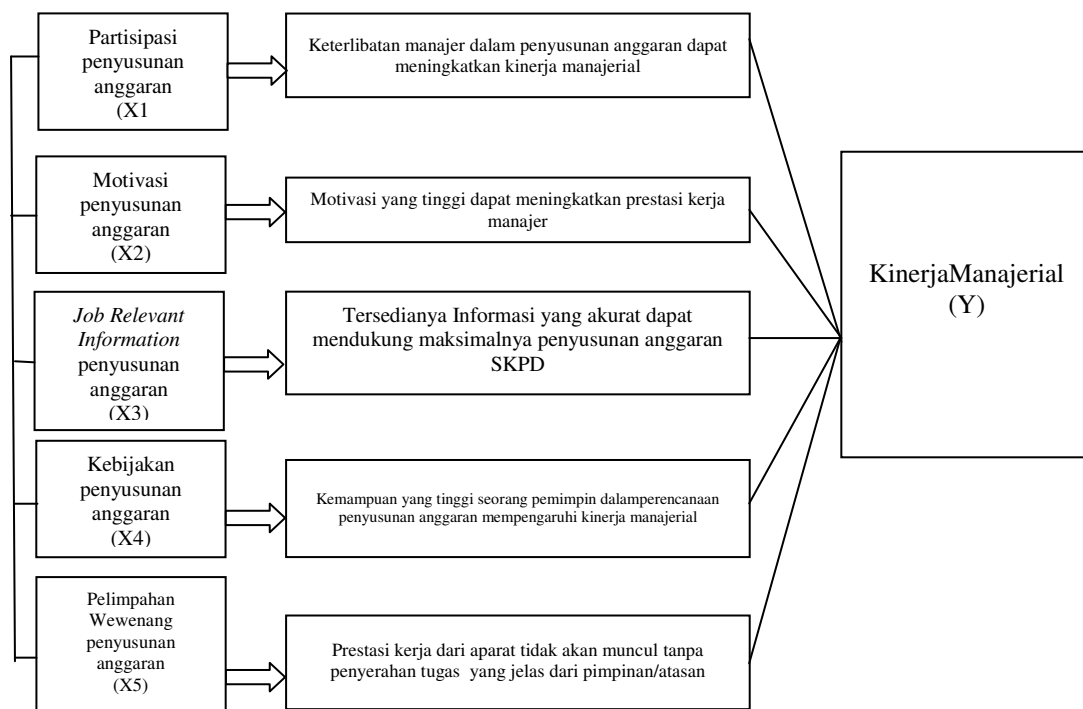 Partisipasi
penyusunan
anggaran
(X1
Keterlibatan manajer dalam penyusunan anggaran dapat
meningkatkan kinerja manajerial
Motivasi
penyusunan
anggaran
(X2)
Motivasi yang tinggi dapat meningkatkan prestasi kerja
manajer
Job Relevant
Information
penyusunan
anggaran
(X3)
Tersedianya Informasi yang akurat dapat
mendukung maksimalnya penyusunan anggaran
SKPD
Kebijakan
penyusunan
anggaran
(X4)
Kemampuan yang tinggi seorang pemimpin dalamperencanaan
penyusunan anggaran mempengaruhi kinerja manajerial
Pelimpahan
Wewenang
penyusunan
anggaran
(X5)
Prestasi kerja dari aparat tidak akan muncul tanpa
penyerahan tugas yang jelas dari pimpinan/atasan
KinerjaManajerial
(Y)